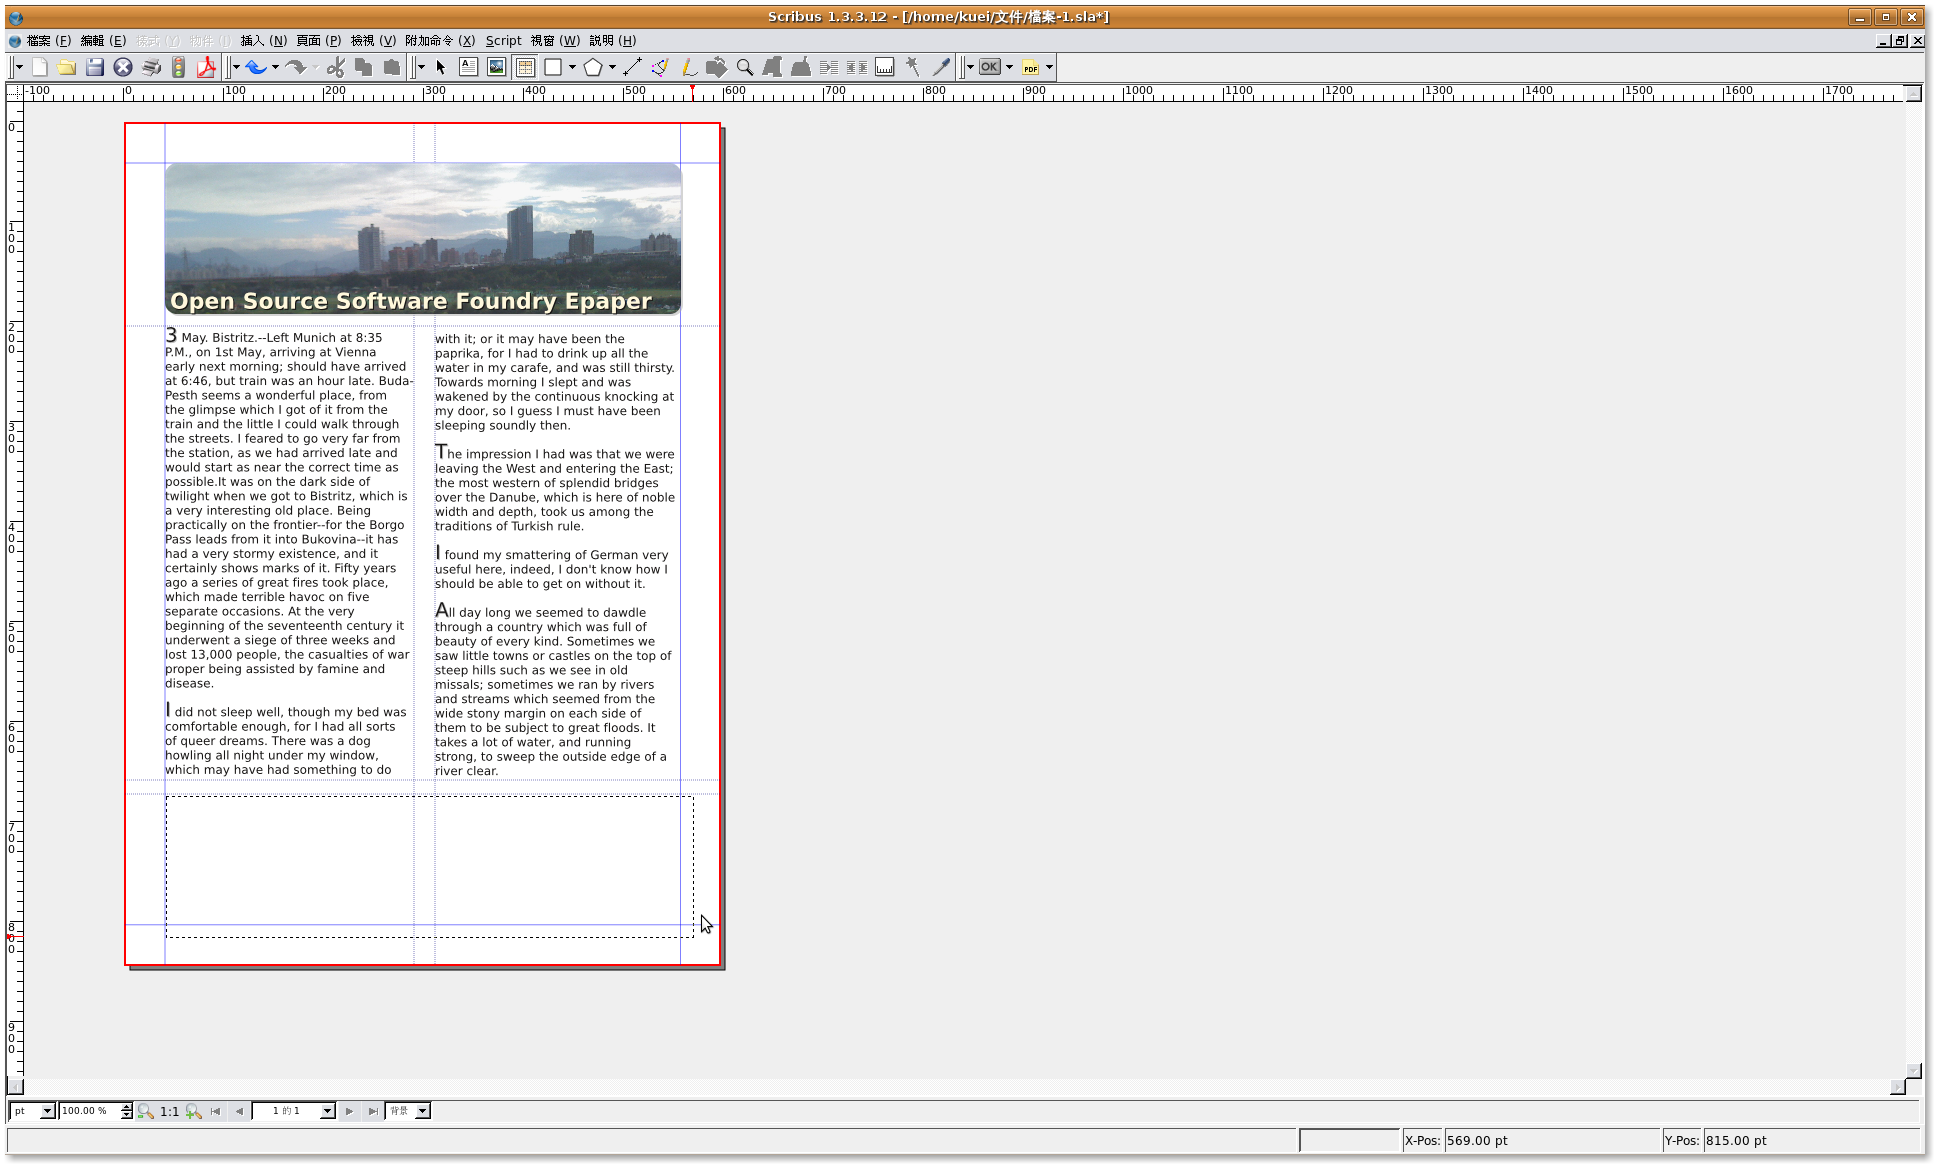 Scribus 1.3.3.12 - [/home/kuei/文件/檔案-1.sla*]
檔案 (F) 編輯 (E) 樣式 (Y) 物件 (I) 插入 (N) 頁面 (P) 檢視 (V) 附加命令 (X) Script 視窗 (W) 説明 (H)
OK PDF
-100 0 100 200 300 400 500 600 700 800 900 1000 1100 1200 1300 1400 1500 1600 1700
0
100
200
300
400
500
600
700
800
900
Open Source Software Foundry Epaper
3 May. Bistritz.--Left Munich at 8:35
P.M., on 1st May, arriving at Vienna
early next morning; should have arrived
at 6:46, but train was an hour late. Buda-
Pesth seems a wonderful place, from
the glimpse which I got of it from the
train and the little I could walk through
the streets. I feared to go very far from
the station, as we had arrived late and
would start as near the correct time as
possible.It was on the dark side of
twilight when we got to Bistritz, which is
a very interesting old place. Being
practically on the frontier--for the Borgo
Pass leads from it into Bukovina--it has
had a very stormy existence, and it
certainly shows marks of it. Fifty years
ago a series of great fires took place,
which made terrible havoc on five
separate occasions. At the very
beginning of the seventeenth century it
underwent a siege of three weeks and
lost 13,000 people, the casualties of war
proper being assisted by famine and
disease.
I did not sleep well, though my bed was
comfortable enough, for I had all sorts
of queer dreams. There was a dog
howling all night under my window,
which may have had something to do
with it; or it may have been the
paprika, for I had to drink up all the
water in my carafe, and was still thirsty.
Towards morning I slept and was
wakened by the continuous knocking at
my door, so I guess I must have been
sleeping soundly then.
The impression I had was that we were
leaving the West and entering the East;
the most western of splendid bridges
over the Danube, which is here of noble
width and depth, took us among the
traditions of Turkish rule.
I found my smattering of German very
useful here, indeed, I don't know how I
should be able to get on without it.
All day long we seemed to dawdle
through a country which was full of
beauty of every kind. Sometimes we
saw little towns or castles on the top of
steep hills such as we see in old
missals; sometimes we ran by rivers
and streams which seemed from the
wide stony margin on each side of
them to be subject to great floods. It
takes a lot of water, and running
strong, to sweep the outside edge of a
river clear.
pt 100.00 % 1:1 1 的 1 背景
X-Pos: 569.00 pt Y-Pos: 815.00 pt